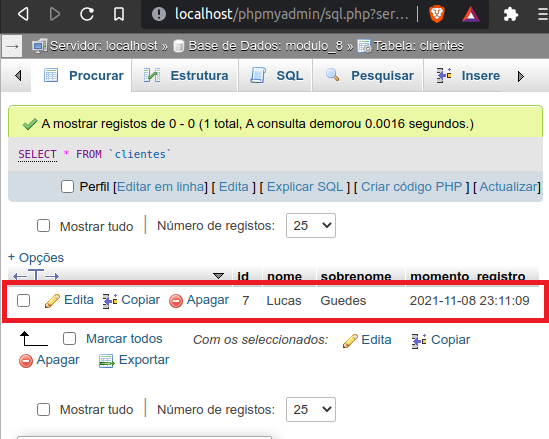 localhost/phpmyadmin/sql.php?ser...
Servidor: localhost » Base de Dados: modulo_8 » Tabela: clientes
Procurar Estrutura SQL Pesquisar Insere
A mostrar registos de 0 - 0 (1 total, A consulta demorou 0.0016 segundos.)
SELECT * FROM `clientes`
Perfil [Editar em linha] [ Edita ] [ Explicar SQL ] [ Criar código PHP ] [ Actualizar]
Mostrar tudo | Número de registos: 25
+ Opções
id nome sobrenome momento_registro
Edita Copiar Apagar 7 Lucas Guedes 2021-11-08 23:11:09
Marcar todos Com os seleccionados: Edita Copiar
Apagar Exportar
Mostrar tudo | Número de registos: 25